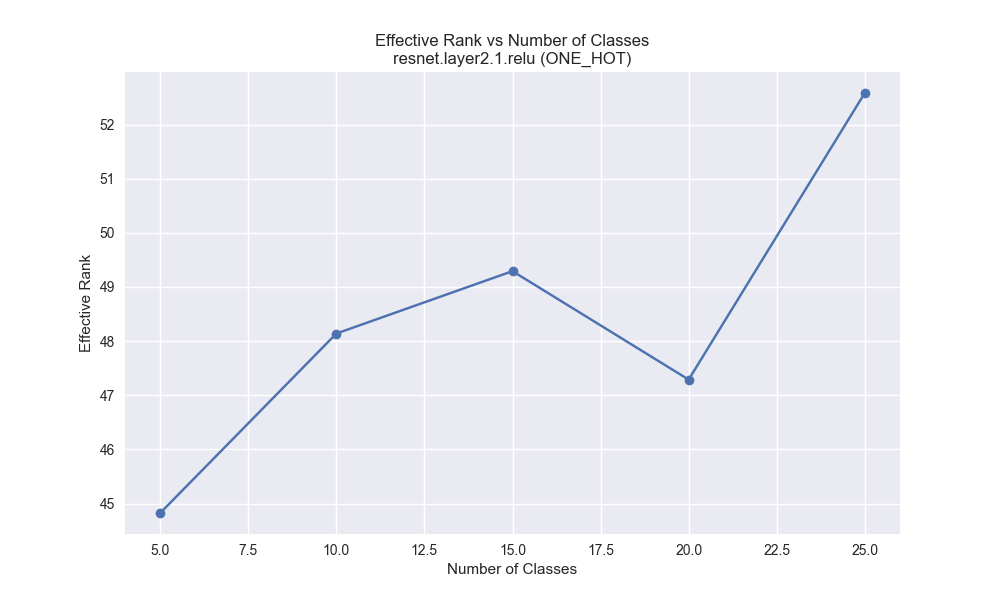 Effective Rank vs Number of Classes
resnet.layer2.1.relu (ONE_HOT)
Effective Rank
52
51
50
49
48
47
46
45
5.0 7.5 10.0 12.5 15.0 17.5 20.0 22.5 25.0
Number of Classes